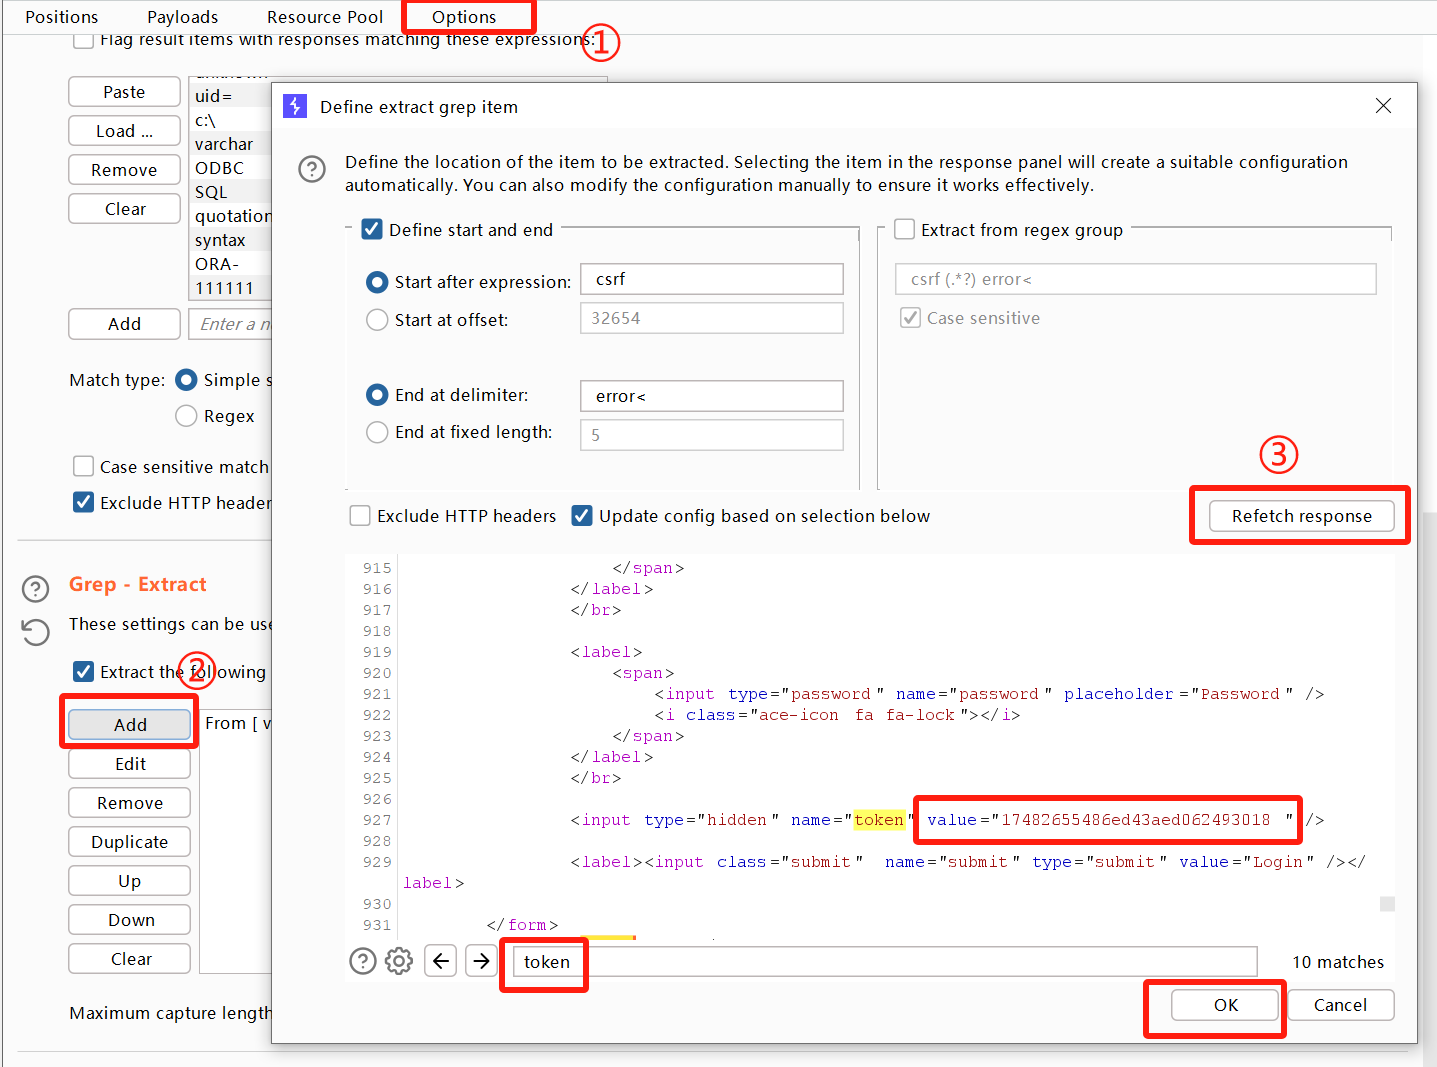 Positions Payloads Resource Pool Options
①
Flag result items with responses matching these expressions:
Paste
Load ...
Remove
Clear
uid=
c:\
varchar
ODBC
SQL
quotation
syntax
ORA-
111111
Add
Match type: Simple s
Regex
Case sensitive match
Exclude HTTP header
Grep - Extract
These settings can be use
Extract the following
②
Add
From [ v
Edit
Remove
Duplicate
Up
Down
Clear
Maximum capture length
Define extract grep item
Define the location of the item to be extracted. Selecting the item in the response panel will create a suitable configuration
automatically. You can also modify the configuration manually to ensure it works effectively.
Define start and end
Start after expression: csrf
Start at offset: 32654
End at delimiter: error<
End at fixed length: 5
Extract from regex group
csrf (.*?) error<
Case sensitive
③
Exclude HTTP headers Update config based on selection below Refetch response
915 </span>
916 </label>
917 </br>
918
919 <label>
920 <span>
921 <input type="password" name="password" placeholder="Password" />
922 <i class="ace-icon fa fa-lock"></i>
923 </span>
924 </label>
925 </br>
926
927 <input type="hidden" name="token" value="17482655486ed43aed062493018" />
928
929 <label><input class="submit" name="submit" type="submit" value="Login" /></
label>
930
931 </form>
token 10 matches
OK Cancel